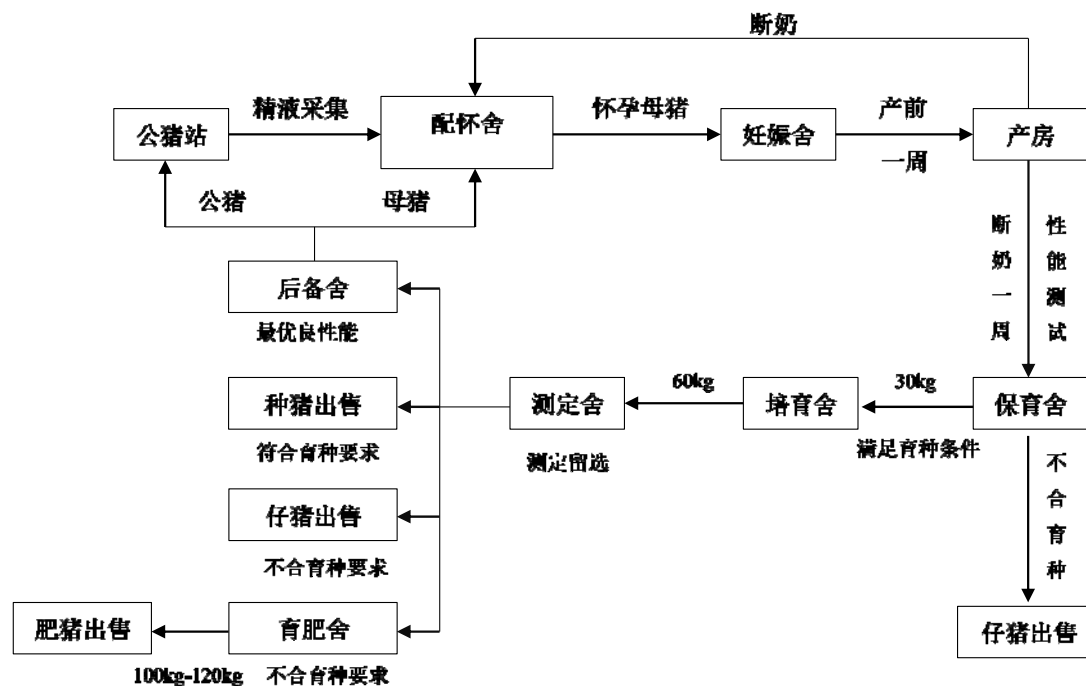 断奶
精液采集
怀孕母猪
产前
公猪站
配怀舍
妊娠舍
产房
一周
公猪
母猪
断奶一周
性能测试
后备舍
最优良性能
60kg
30kg
种猪出售
测定舍
培育舍
保育舍
符合育种要求
测定留选
满足育种条件
不合育种
仔猪出售
不合育种要求
肥猪出售
育肥舍
仔猪出售
100kg-120kg
不合育种要求